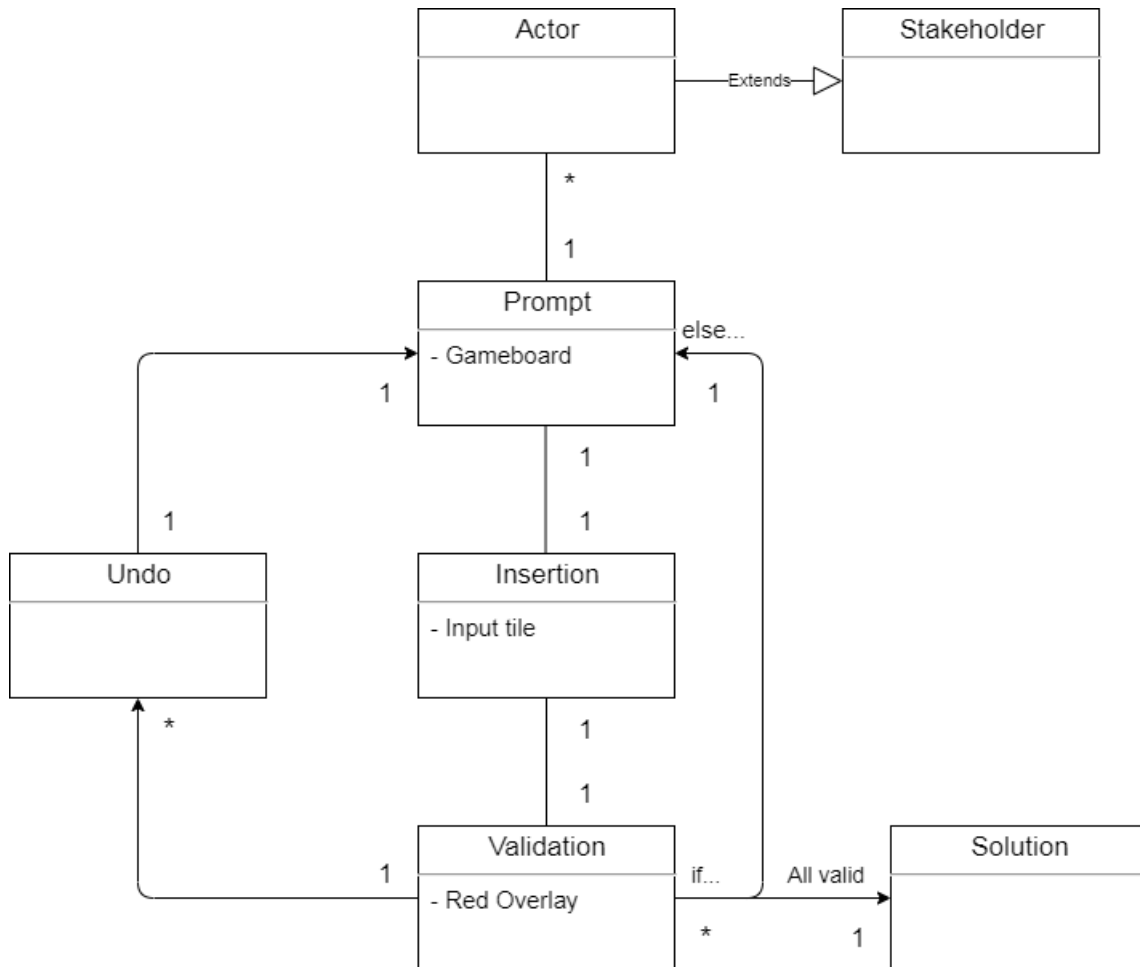 Actor
Stakeholder
Extends
*
1
Prompt
else...
- Gameboard
1
1
1
1
1
Undo
Insertion
- Input tile
*
1
1
Validation
Solution
1
if...
All valid
- Red Overlay
*
1